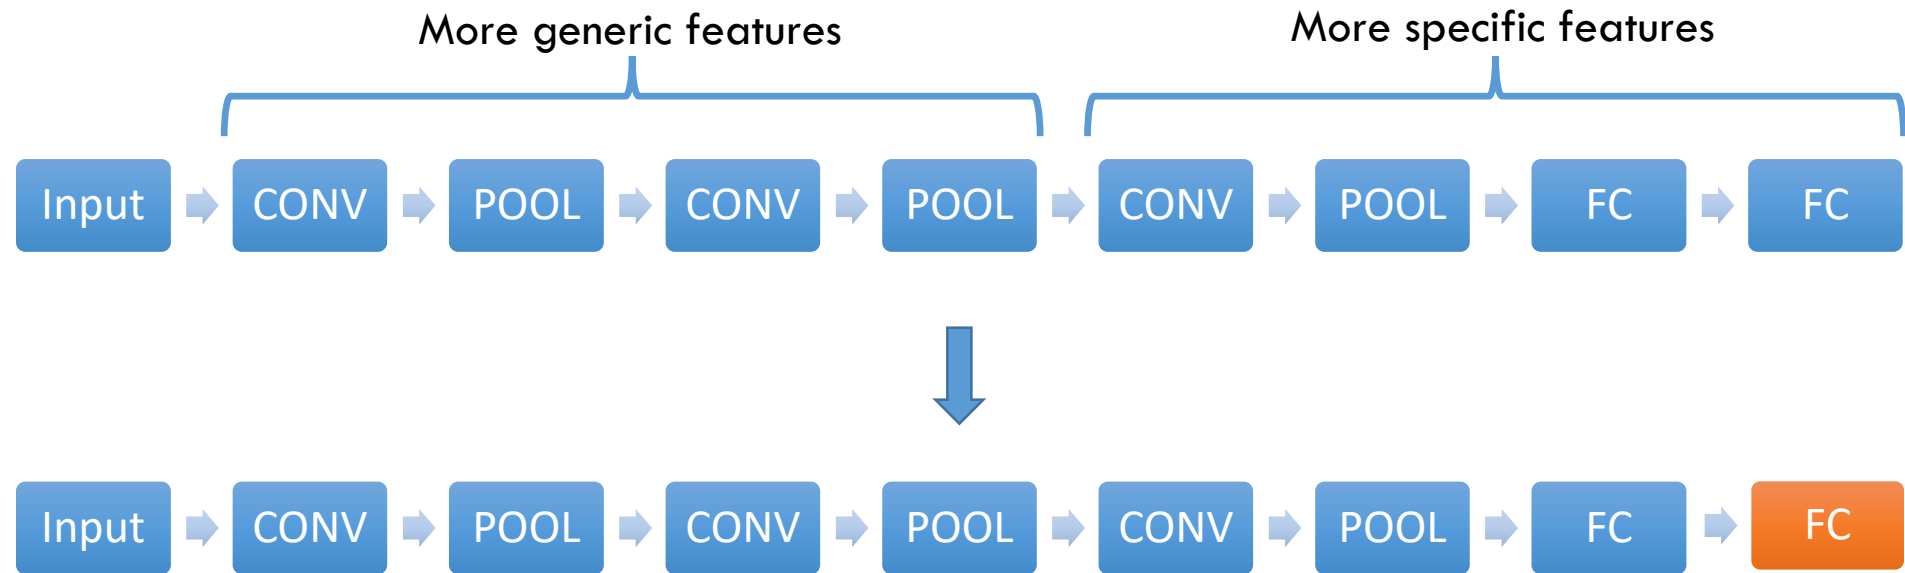 More generic features
More specific features
Input CONV POOL CONV POOL CONV POOL FC FC
Input CONV POOL CONV POOL CONV POOL FC FC